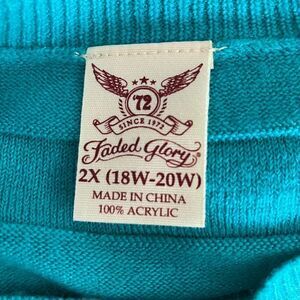 '72
SINCE 1972
Faded Glory®
2X (18W-20W)
MADE IN CHINA
100% ACRYLIC